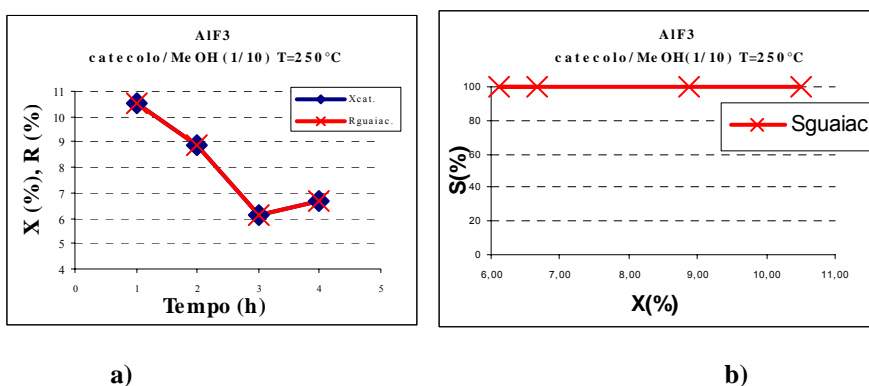 AlF3
catecolo/MeOH (1/10) T=250°C
11
10
9
8
7
6
5
4
X (%), R (%)
Xcat.
Rguaiac.
0 1 2 3 4 5
Tempo (h)
a)
AlF3
catecolo/MeOH (1/10) T=250°C
100
80
60
40
20
0
S(%)
Sguaiac
6,00 7,00 8,00 9,00 10,00 11,00
X(%)
b)